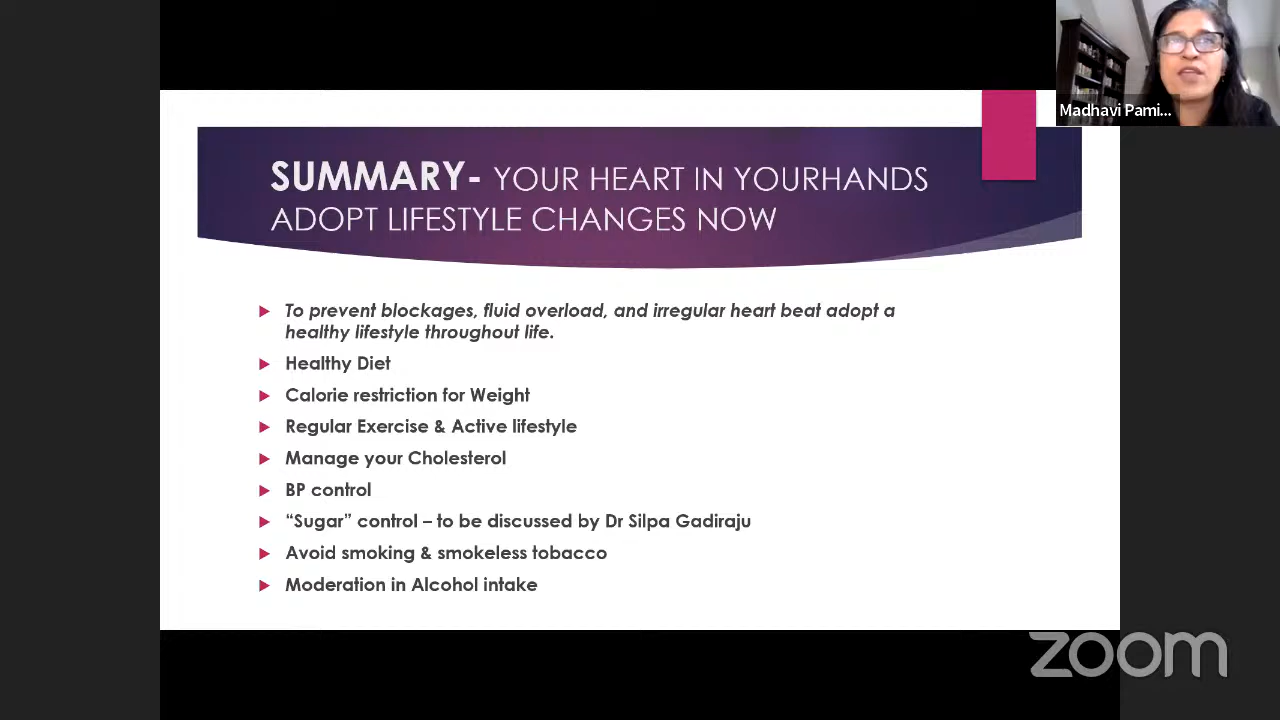 Madhavi Pami...
SUMMARY- YOUR HEART IN YOURHANDS
ADOPT LIFESTYLE CHANGES NOW
To prevent blockages, fluid overload, and irregular heart beat adopt a
healthy lifestyle throughout life.
Healthy Diet
Calorie restriction for Weight
Regular Exercise & Active lifestyle
Manage your Cholesterol
BP control
“Sugar” control – to be discussed by Dr Silpa Gadiraju
Avoid smoking & smokeless tobacco
Moderation in Alcohol intake
zoom